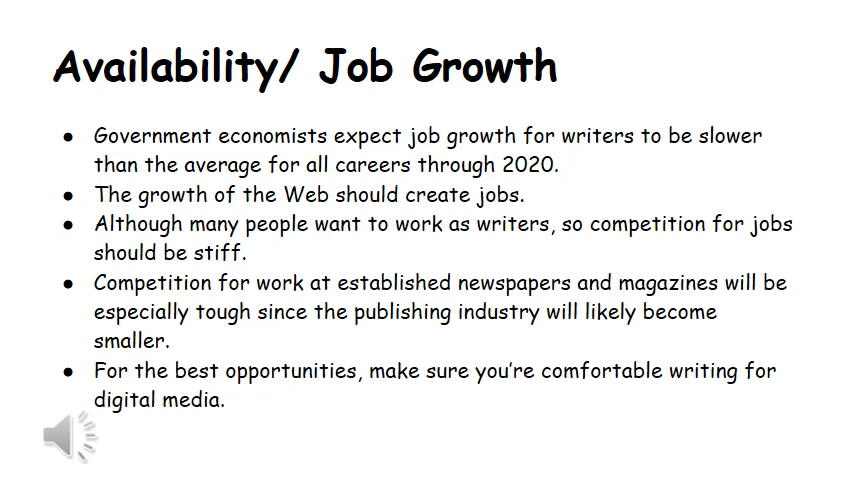 Availability/ Job Growth
● Government economists expect job growth for writers to be slower
than the average for all careers through 2020.
● The growth of the Web should create jobs.
● Although many people want to work as writers, so competition for jobs
should be stiff.
● Competition for work at established newspapers and magazines will be
especially tough since the publishing industry will likely become
smaller.
● For the best opportunities, make sure you’re comfortable writing for
digital media.